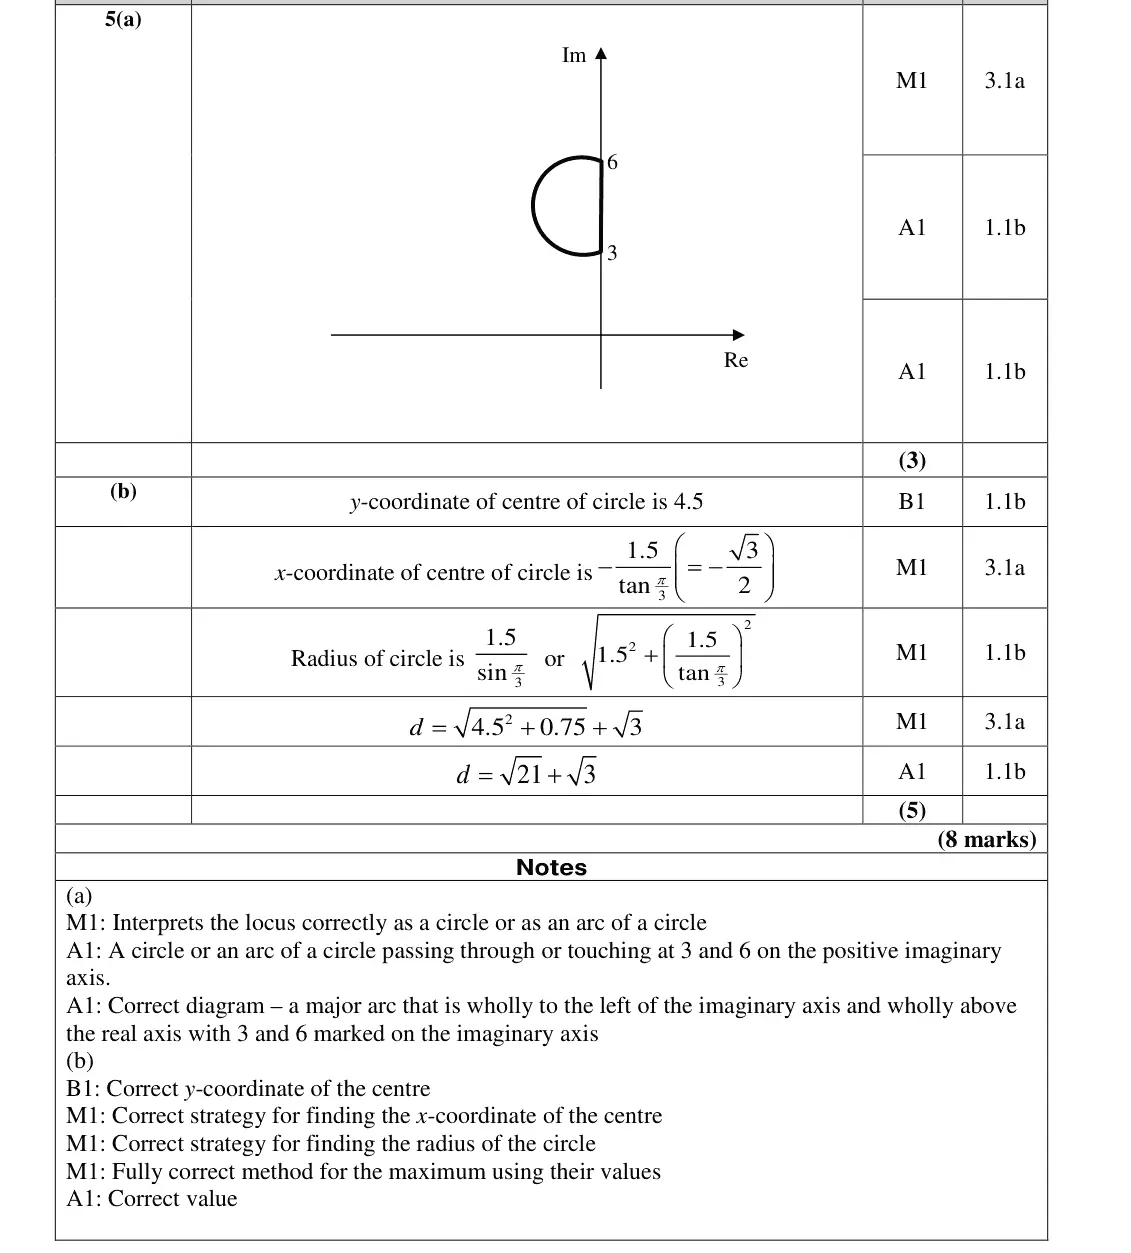 5(a)
Im
6
3
Re
M1 3.1a
A1 1.1b
A1 1.1b
(3)
(b) y-coordinate of centre of circle is 4.5 B1 1.1b
x-coordinate of centre of circle is −1.5/tan π/3 (= −√3/2) M1 3.1a
Radius of circle is 1.5/sin π/3 or √(1.5² + (1.5/tan π/3)²) M1 1.1b
d = √(4.5² + 0.75) + √3 M1 3.1a
d = √21 + √3 A1 1.1b
(5)
(8 marks)
Notes
(a)
M1: Interprets the locus correctly as a circle or as an arc of a circle
A1: A circle or an arc of a circle passing through or touching at 3 and 6 on the positive imaginary
axis.
A1: Correct diagram – a major arc that is wholly to the left of the imaginary axis and wholly above
the real axis with 3 and 6 marked on the imaginary axis
(b)
B1: Correct y-coordinate of the centre
M1: Correct strategy for finding the x-coordinate of the centre
M1: Correct strategy for finding the radius of the circle
M1: Fully correct method for the maximum using their values
A1: Correct value